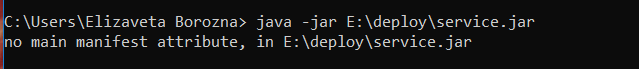 C:\Users\Elizaveta Borozna> java -jar E:\deploy\service.jar
no main manifest attribute, in E:\deploy\service.jar